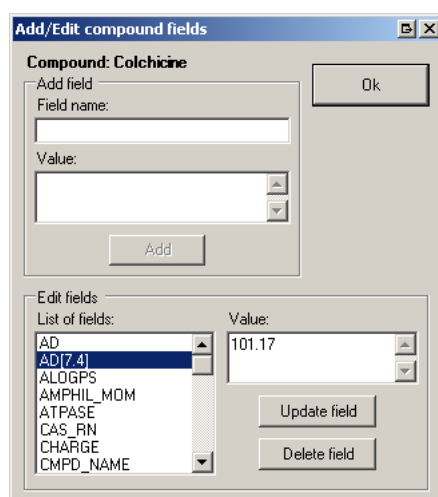 Add/Edit compound fields
Compound: Colchicine
Add field
Ok
Field name:
Value:
Add
Edit fields
List of fields:
Value:
AD
101.17
AD[7.4]
ALOGPS
AMPHIL_MOM
ATPASE
CAS_RN
CHARGE
CMPD_NAME
Update field
Delete field